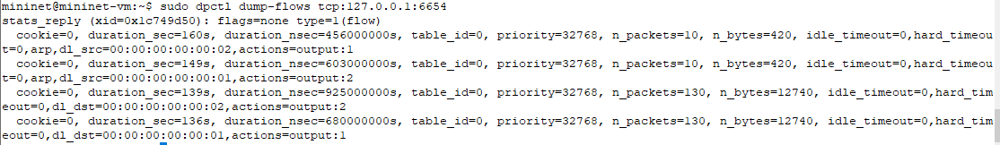 mininet@mininet-vm:~$ sudo dpctl dump-flows tcp:127.0.0.1:6654
stats_reply (xid=0x1c749d50): flags=none type=1(flow)
  cookie=0, duration_sec=160s, duration_nsec=456000000s, table_id=0, priority=32768, n_packets=10, n_bytes=420, idle_timeout=0,hard_timeou
t=0,arp,dl_src=00:00:00:00:00:02,actions=output:1
  cookie=0, duration_sec=149s, duration_nsec=603000000s, table_id=0, priority=32768, n_packets=10, n_bytes=420, idle_timeout=0,hard_timeou
t=0,arp,dl_src=00:00:00:00:00:01,actions=output:2
  cookie=0, duration_sec=139s, duration_nsec=925000000s, table_id=0, priority=32768, n_packets=130, n_bytes=12740, idle_timeout=0,hard_tim
eout=0,dl_dst=00:00:00:00:00:02,actions=output:2
  cookie=0, duration_sec=136s, duration_nsec=680000000s, table_id=0, priority=32768, n_packets=130, n_bytes=12740, idle_timeout=0,hard_tim
eout=0,dl_dst=00:00:00:00:00:01,actions=output:1